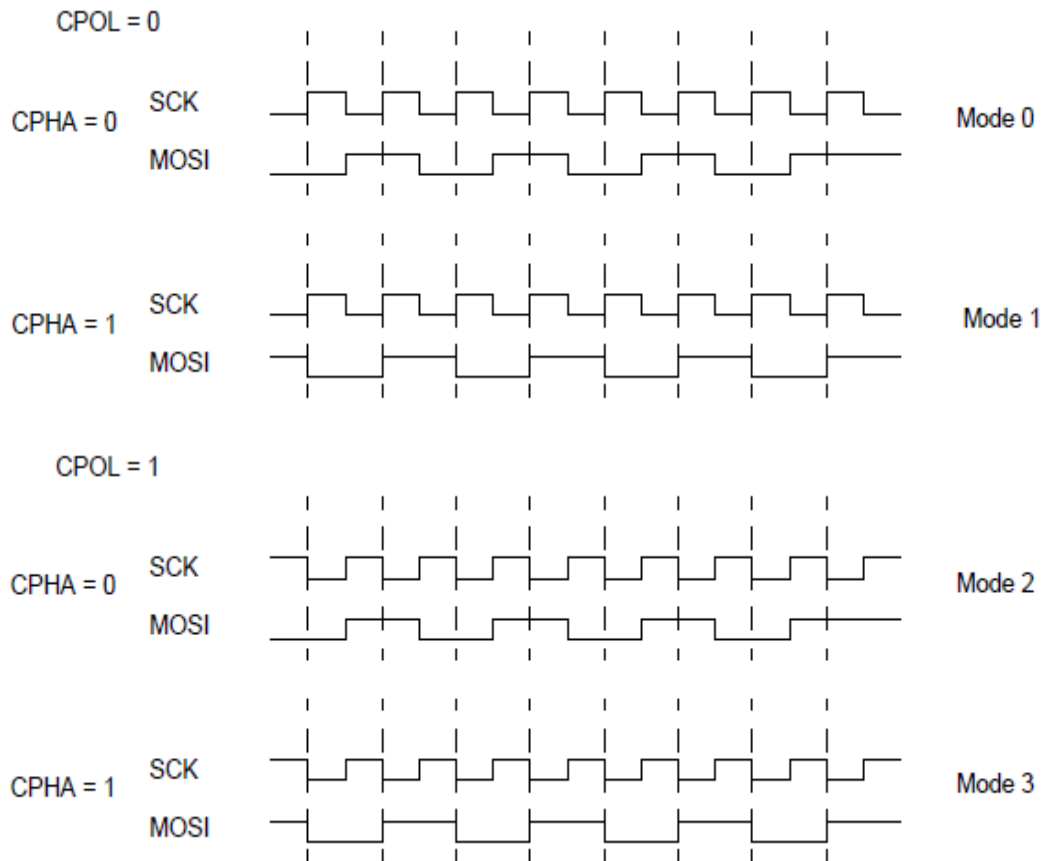 CPOL = 0
SCK
CPHA = 0
Mode 0
MOSI
SCK
CPHA = 1
Mode 1
MOSI
CPOL = 1
SCK
CPHA = 0
Mode 2
MOSI
SCK
CPHA = 1
Mode 3
MOSI